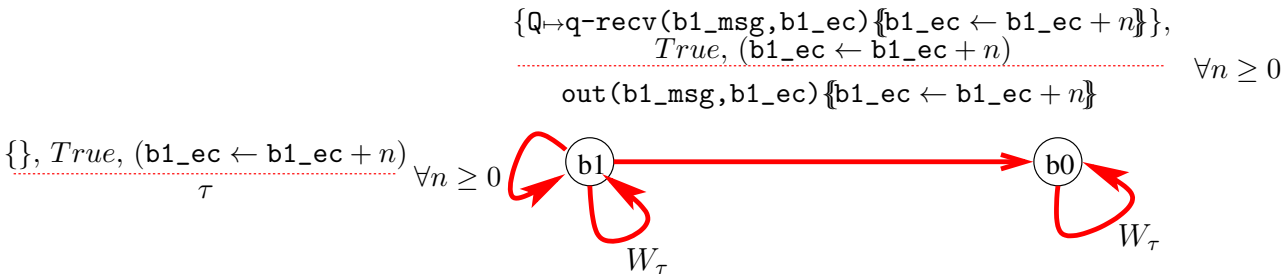 {Q↦q-recv(b1_msg,b1_ec)⦃b1_ec ← b1_ec + n⦄},
True, (b1_ec ← b1_ec + n)
∀n ≥ 0
out(b1_msg,b1_ec)⦃b1_ec ← b1_ec + n⦄
{}, True, (b1_ec ← b1_ec + n)
∀n ≥ 0
τ
b1
b0
W_τ
W_τ